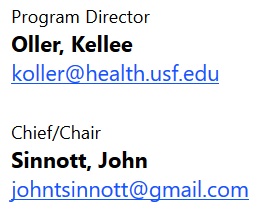 Program Director
Oller, Kellee
koller@health.usf.edu
Chief/Chair
Sinnott, John
johntsinnott@gmail.com